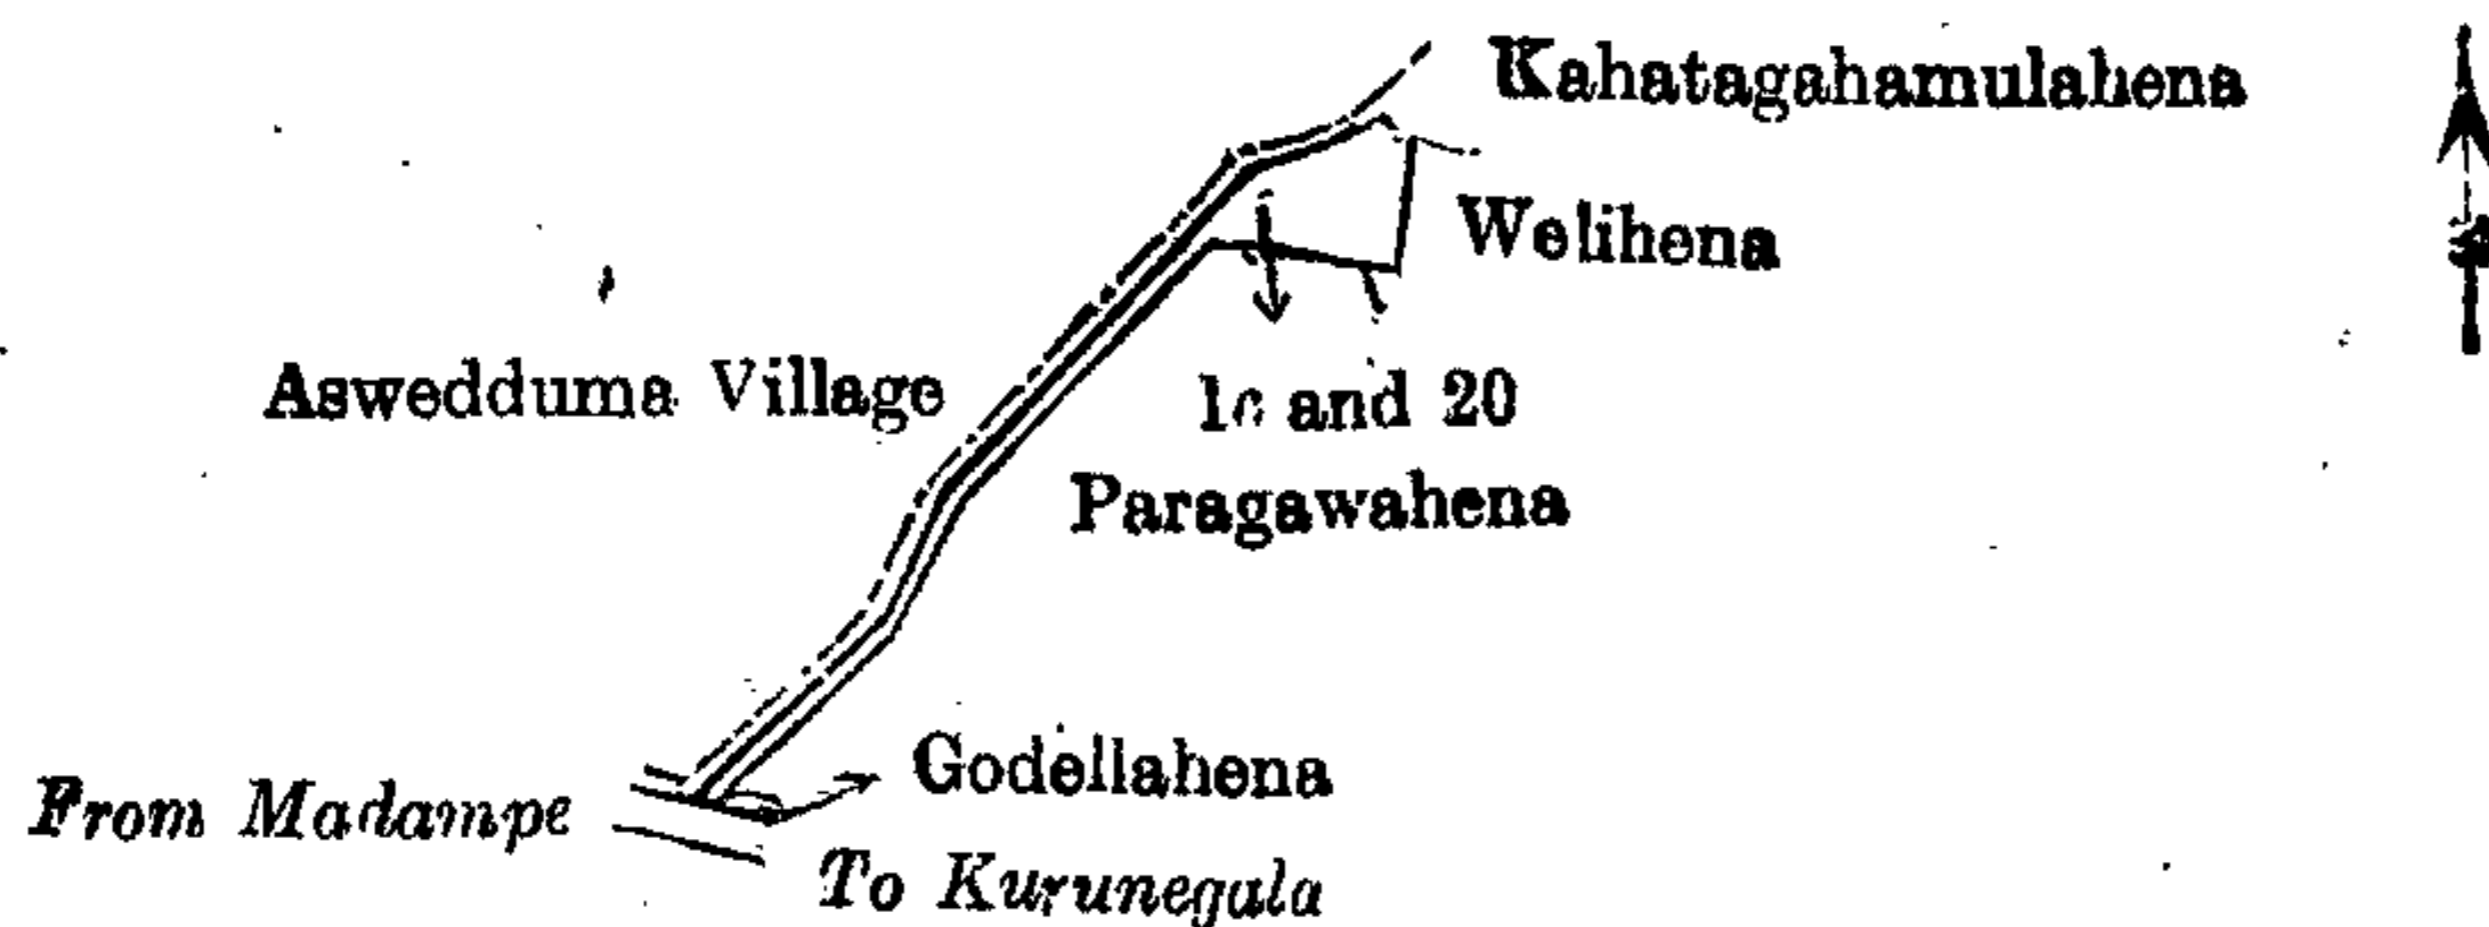 Kahatagahamulahena
Welihena
Aswedduma Village
and 20
Paragawahena
Godellahena
From Madampe
To Kurunegala